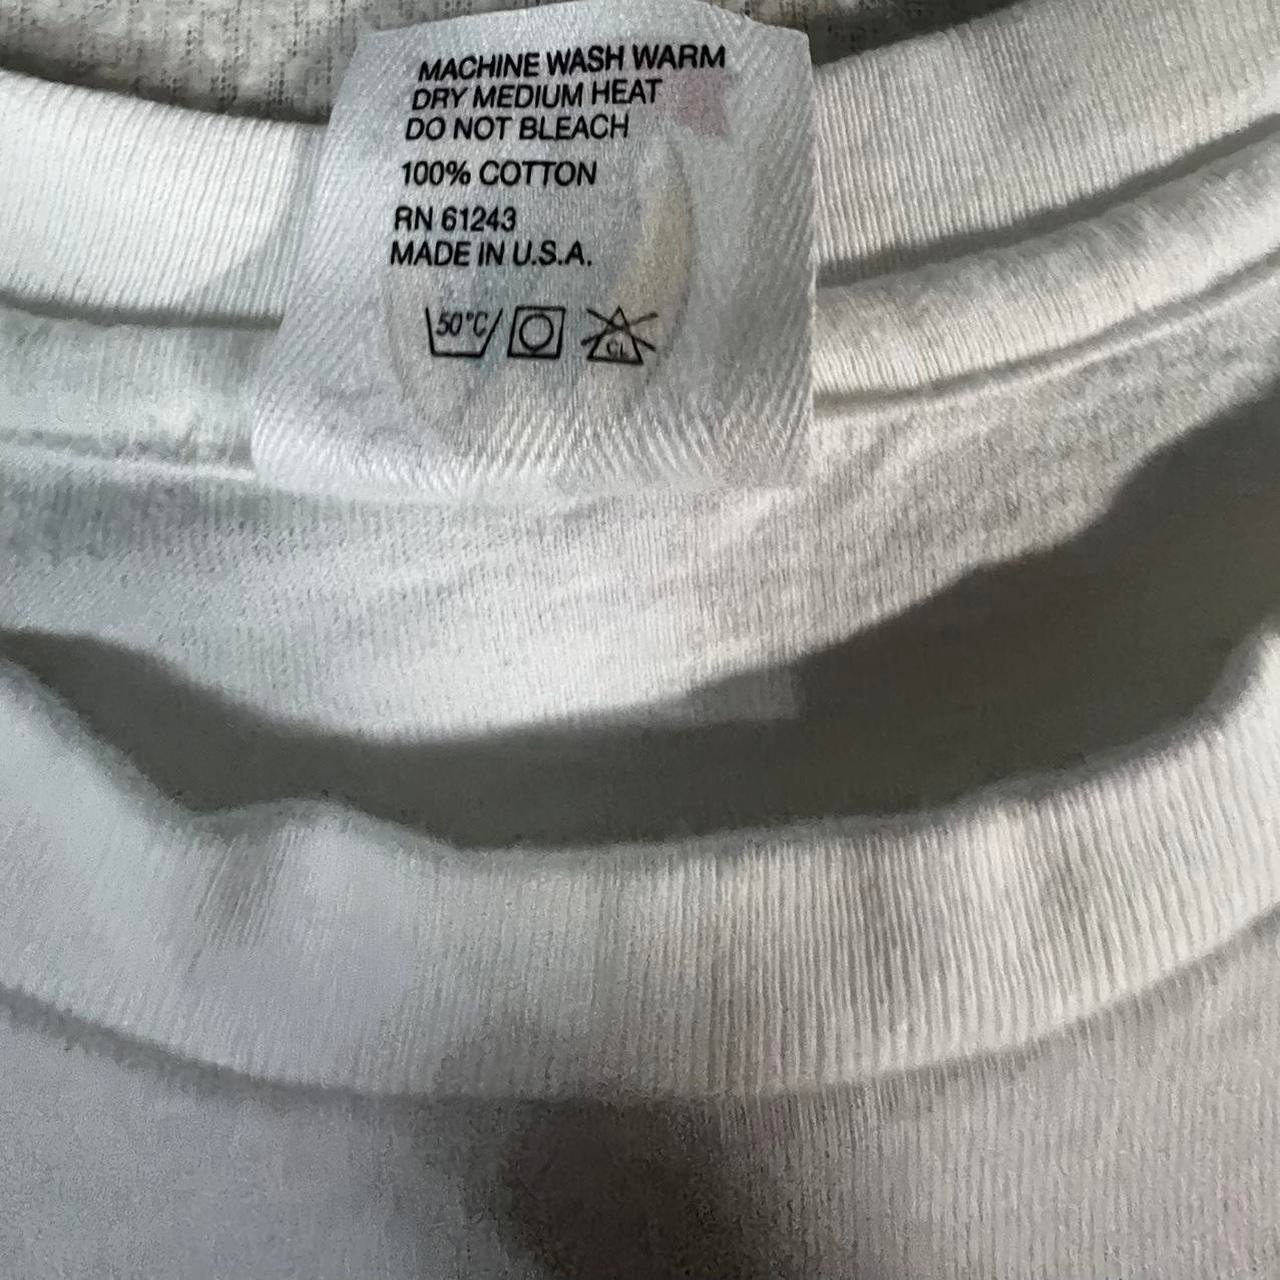 MACHINE WASH WARM
DRY MEDIUM HEAT
DO NOT BLEACH
100% COTTON
RN 61243
MADE IN U.S.A.
50°C
CL